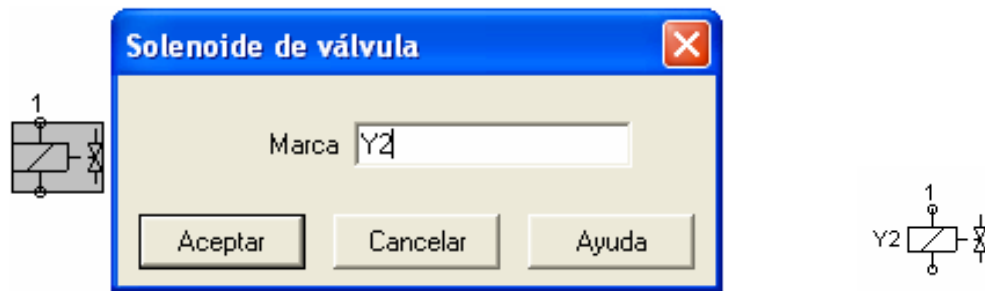 Solenoide de válvula
1
Marca Y2
Aceptar Cancelar Ayuda
1
Y2